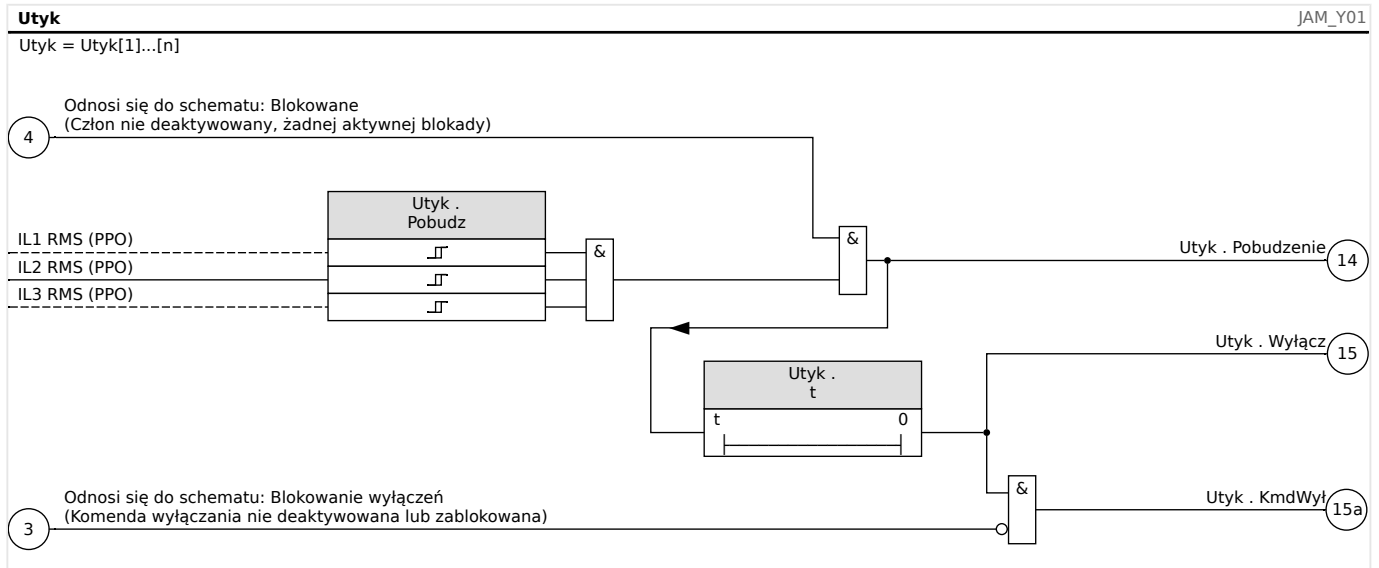 Utyk
JAM_Y01
Utyk = Utyk[1]...[n]
Odnosi się do schematu: Blokowane
(Człon nie deaktywowany, żadnej aktywnej blokady)
4
Utyk .
Pobudz
IL1 RMS (PPO)
IL2 RMS (PPO)
IL3 RMS (PPO)
&
&
Utyk . Pobudzenie
14
Utyk . Wyłącz
15
Utyk .
t
t 0
Odnosi się do schematu: Blokowanie wyłączeń
(Komenda wyłączania nie deaktywowana lub zablokowana)
3
&
Utyk . KmdWył
15a